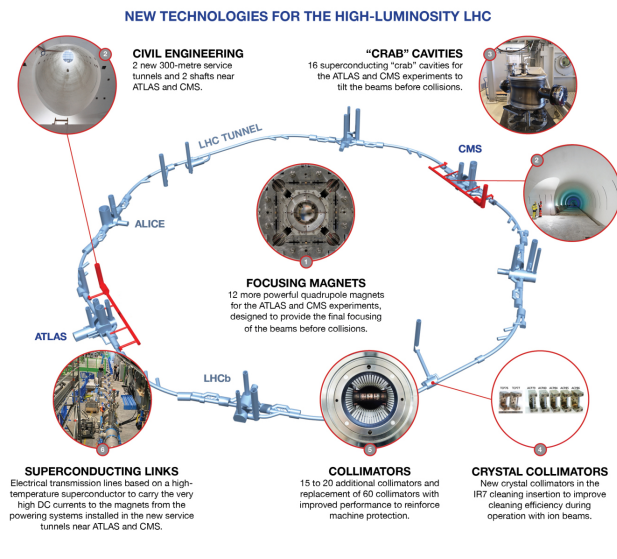 NEW TECHNOLOGIES FOR THE HIGH-LUMINOSITY LHC
2
CIVIL ENGINEERING
2 new 300-metre service
tunnels and 2 shafts near
ATLAS and CMS.
“CRAB” CAVITIES
16 superconducting “crab” cavities for
the ATLAS and CMS experiments to
tilt the beams before collisions.
3
LHC TUNNEL
CMS
2
ALICE
1
FOCUSING MAGNETS
12 more powerful quadrupole magnets
for the ATLAS and CMS experiments,
designed to provide the final focusing
of the beams before collisions.
ATLAS
LHCb
6
SUPERCONDUCTING LINKS
Electrical transmission lines based on a high-
temperature superconductor to carry the very
high DC currents to the magnets from the
powering systems installed in the new service
tunnels near ATLAS and CMS.
5
COLLIMATORS
15 to 20 additional collimators and
replacement of 60 collimators with
improved performance to reinforce
machine protection.
4
CRYSTAL COLLIMATORS
New crystal collimators in the
IR7 cleaning insertion to improve
cleaning efficiency during
operation with ion beams.